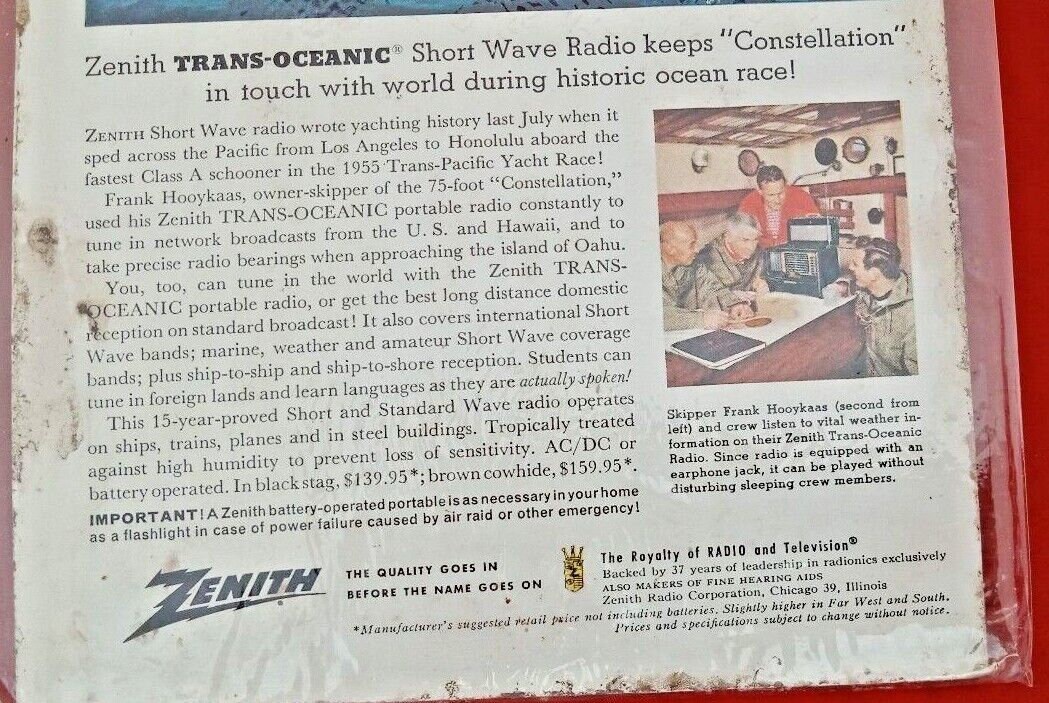 Zenith TRANS-OCEANIC® Short Wave Radio keeps "Constellation"
in touch with world during historic ocean race!
ZENITH Short Wave radio wrote yachting history last July when it
sped across the Pacific from Los Angeles to Honolulu aboard the
fastest Class A schooner in the 1955 Trans-Pacific Yacht Race!
Frank Hooykaas, owner-skipper of the 75-foot "Constellation,"
used his Zenith TRANS-OCEANIC portable radio constantly to
tune in network broadcasts from the U. S. and Hawaii, and to
take precise radio bearings when approaching the island of Oahu.
You, too, can tune in the world with the Zenith TRANS-
OCEANIC portable radio, or get the best long distance domestic
reception on standard broadcast! It also covers international Short
Wave bands; marine, weather and amateur Short Wave coverage
bands; plus ship-to-ship and ship-to-shore reception. Students can
tune in foreign lands and learn languages as they are actually spoken!
This 15-year-proved Short and Standard Wave radio operates
on ships, trains, planes and in steel buildings. Tropically treated
against high humidity to prevent loss of sensitivity. AC/DC or
battery operated. In black stag, $139.95*; brown cowhide, $159.95*.
IMPORTANT! A Zenith battery-operated portable is as necessary in your home
as a flashlight in case of power failure caused by air raid or other emergency!
Skipper Frank Hooykaas (second from
left) and crew listen to vital weather in-
formation on their Zenith Trans-Oceanic
Radio. Since radio is equipped with an
earphone jack, it can be played without
disturbing sleeping crew members.
ZENITH
THE QUALITY GOES IN
BEFORE THE NAME GOES ON
The Royalty of RADIO and Television®
Backed by 37 years of leadership in radionics exclusively
ALSO MAKERS OF FINE HEARING AIDS
Zenith Radio Corporation, Chicago 39, Illinois
*Manufacturer's suggested retail price not including batteries. Slightly higher in Far West and South.
Prices and specifications subject to change without notice.